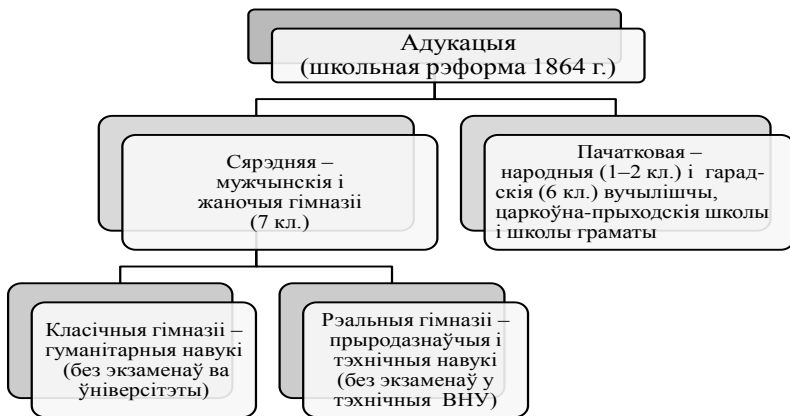 Адукацыя
(школьная рэформа 1864 г.)
Сярэдняя –
мужчынскія і
жаночыя гімназіі
(7 кл.)
Пачатковая –
народныя (1–2 кл.) і гарад-
скія (6 кл.) вучылішчы,
царкоўна-прыходскія школы
і школы граматы
Класічныя гімназіі –
гуманітарныя навукі
(без экзаменаў ва
ўніверсітэты)
Рэальныя гімназіі –
прыродазнаўчыя і
тэхнічныя навукі
(без экзаменаў у
тэхнічныя ВНУ)